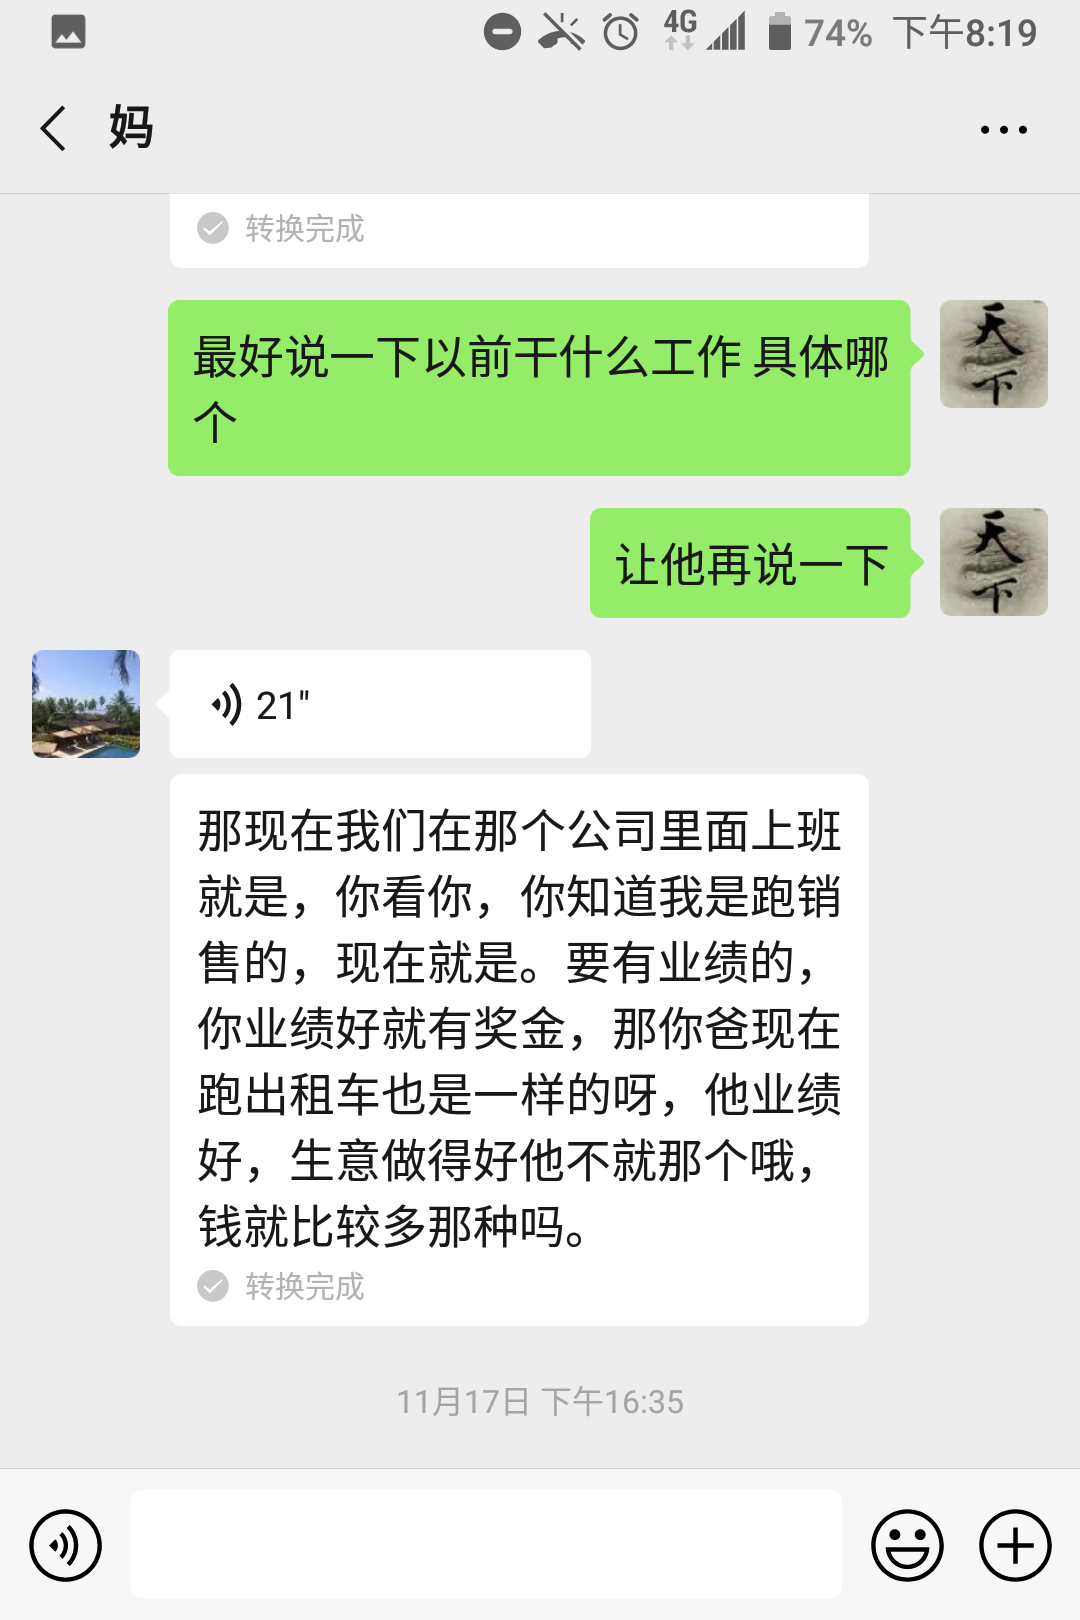 4G 74% 下午8:19
妈
转换完成
最好说一下以前干什么工作 具体哪
个
天下
让他再说一下
天下
21"
那现在我们在那个公司里面上班
就是，你看你，你知道我是跑销
售的，现在就是。要有业绩的，
你业绩好就有奖金，那你爸现在
跑出租车也是一样的呀，他业绩
好，生意做得好他不就那个哦，
钱就比较多那种吗。
转换完成
11月17日 下午16:35